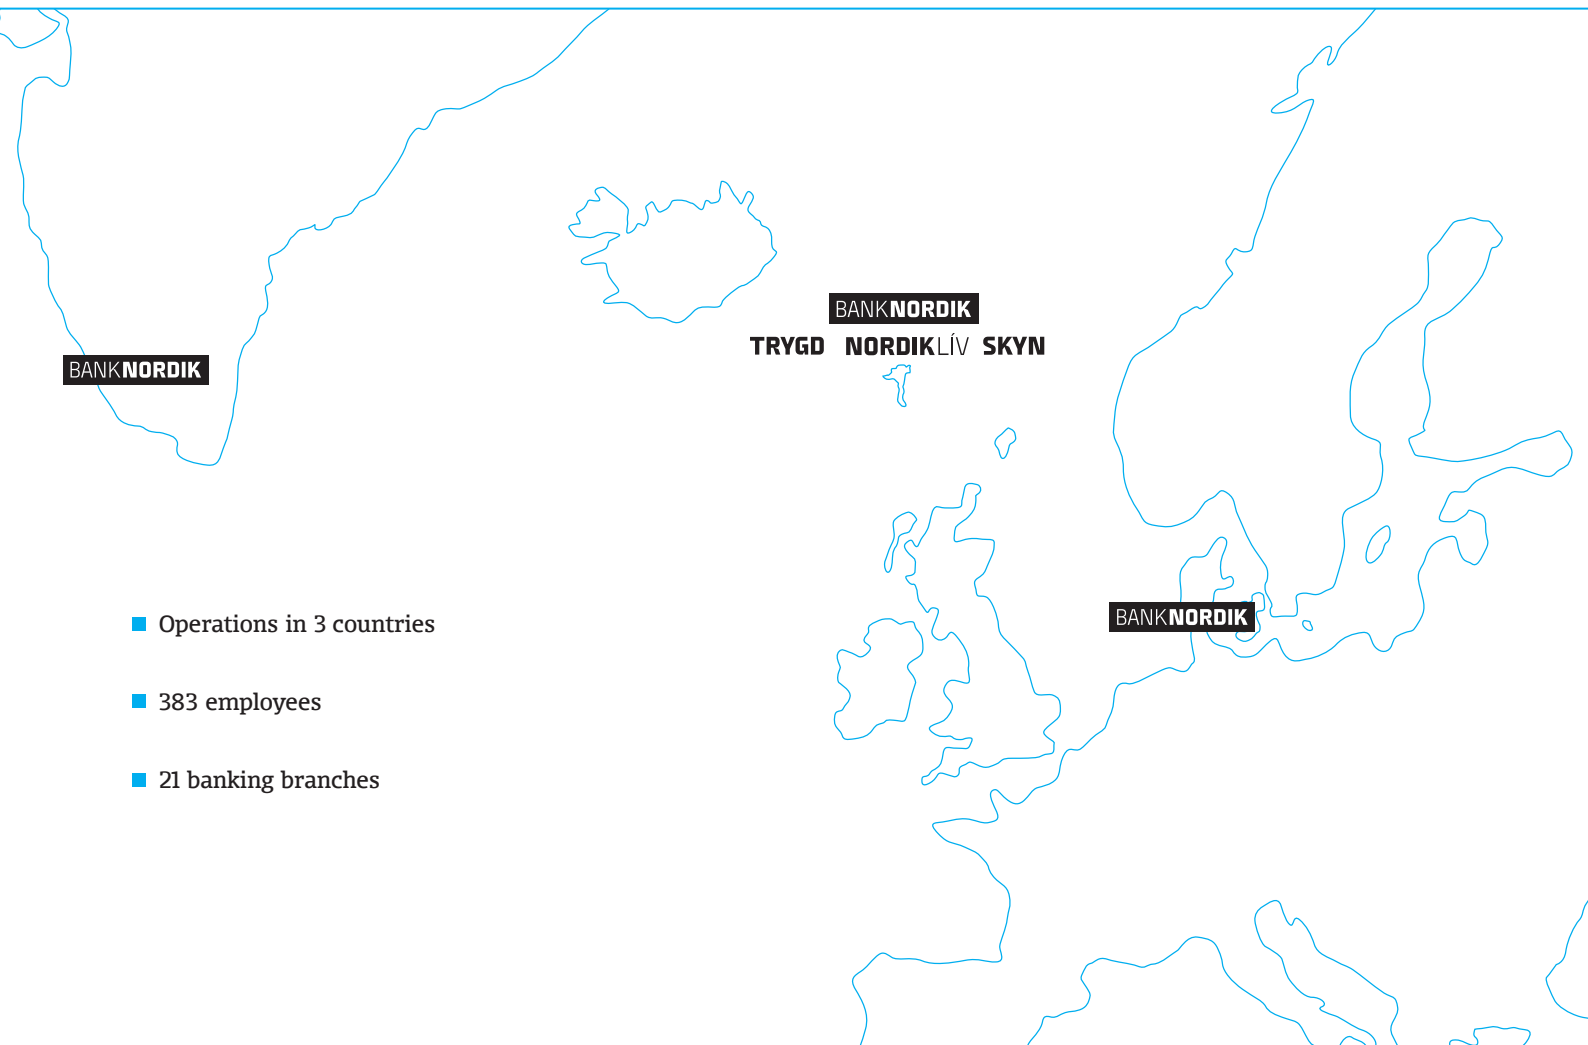 BANKNORDIK
TRYGD NORDIKLÍV SKYN
BANKNORDIK
BANKNORDIK
Operations in 3 countries
383 employees
21 banking branches